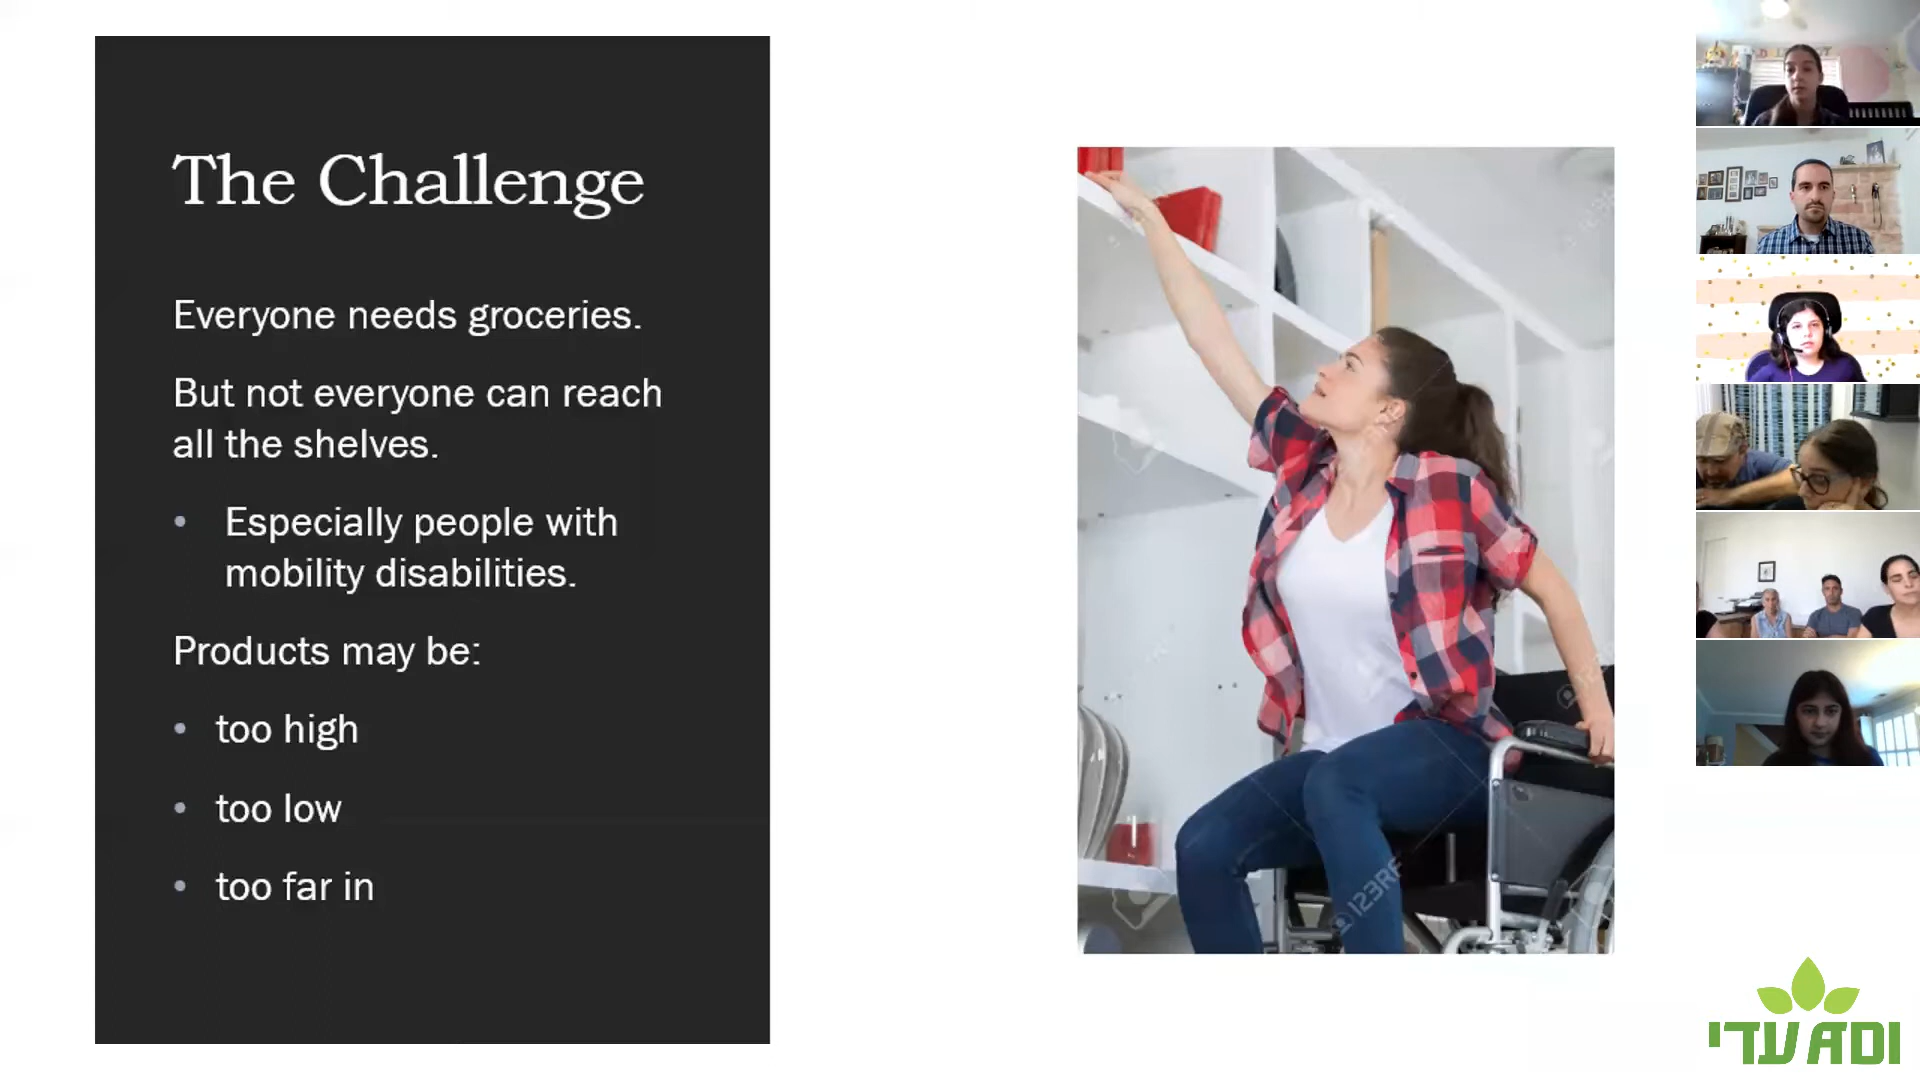 The Challenge
Everyone needs groceries.
But not everyone can reach
all the shelves.
• Especially people with
mobility disabilities.
Products may be:
• too high
• too low
• too far in
123RF
עדי ADI